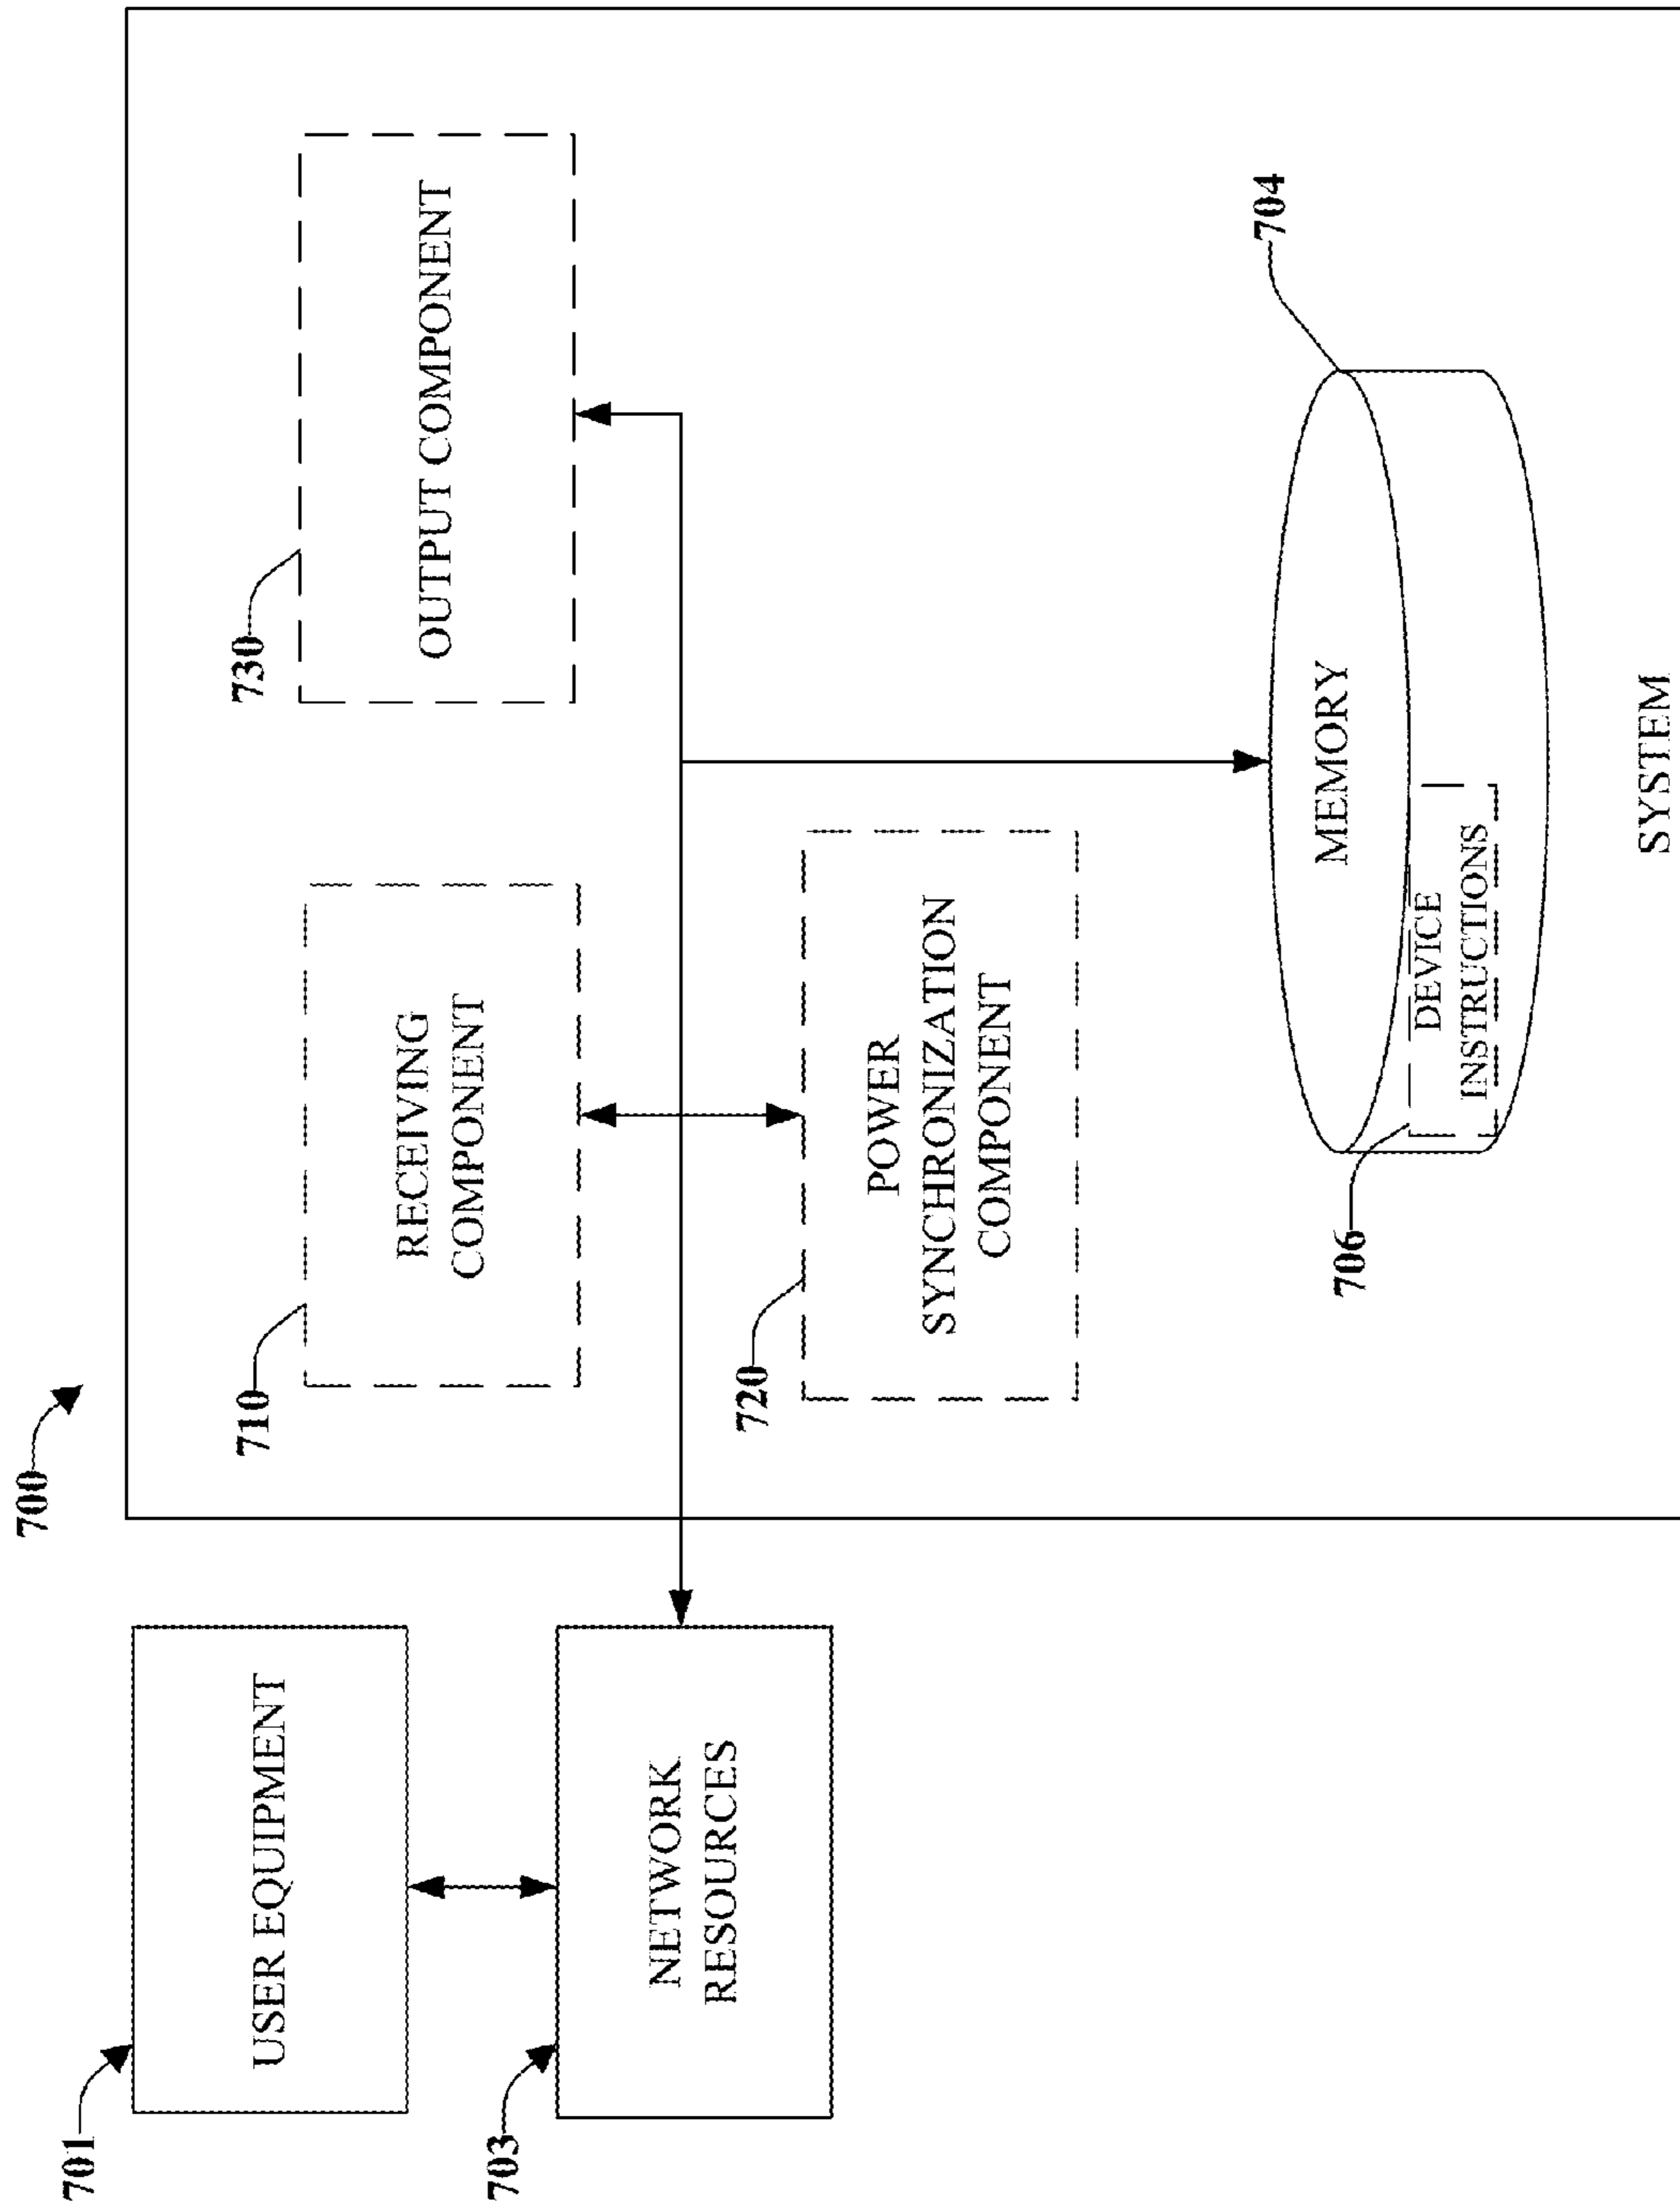 700
701
USER EQUIPMENT
703
NETWORK
RESOURCES
710
RECEIVING
COMPONENT
730
OUTPUT COMPONENT
720
POWER
SYNCHRONIZATION
COMPONENT
704
MEMORY
706
DEVICE
INSTRUCTIONS
SYSTEM